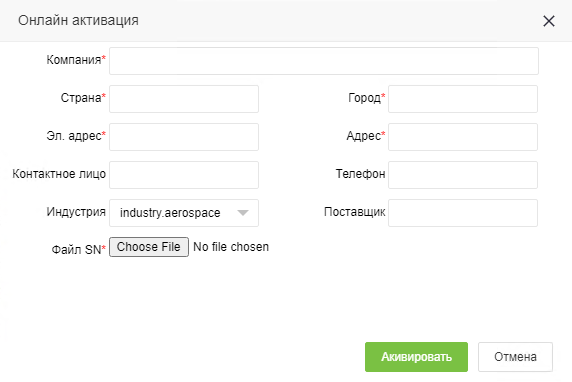 Онлайн активация
Компания*
Страна* Город*
Эл. адрес* Адрес*
Контактное лицо Телефон
Индустрия industry.aerospace Поставщик
Файл SN* Choose File No file chosen
Акивировать Отмена